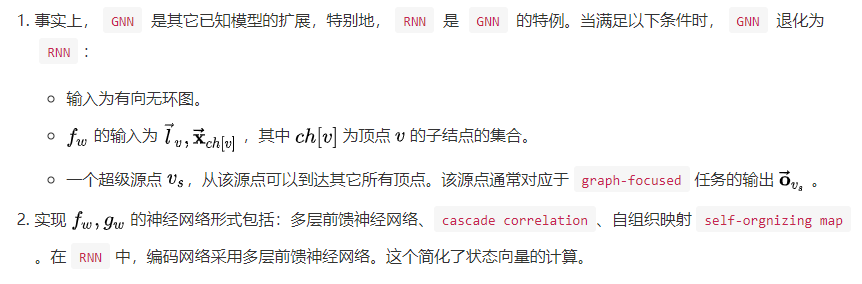 1. 事实上， GNN 是其它已知模型的扩展，特别地， RNN 是 GNN 的特例。当满足以下条件时， GNN 退化为
RNN ：
○ 输入为有向无环图。
○ $f_w$ 的输入为 $\vec{l}_v, \vec{\mathbf{x}}_{ch[v]}$ ，其中 $ch[v]$ 为顶点 $v$ 的子结点的集合。
○ 一个超级源点 $v_s$，从该源点可以到达其它所有顶点。该源点通常对应于 graph-focused 任务的输出 $\vec{\mathbf{o}}_{v_s}$ 。
2. 实现 $f_w, g_w$ 的神经网络形式包括：多层前馈神经网络、 cascade correlation 、自组织映射 self-orgnizing map
。在 RNN 中，编码网络采用多层前馈神经网络。这个简化了状态向量的计算。